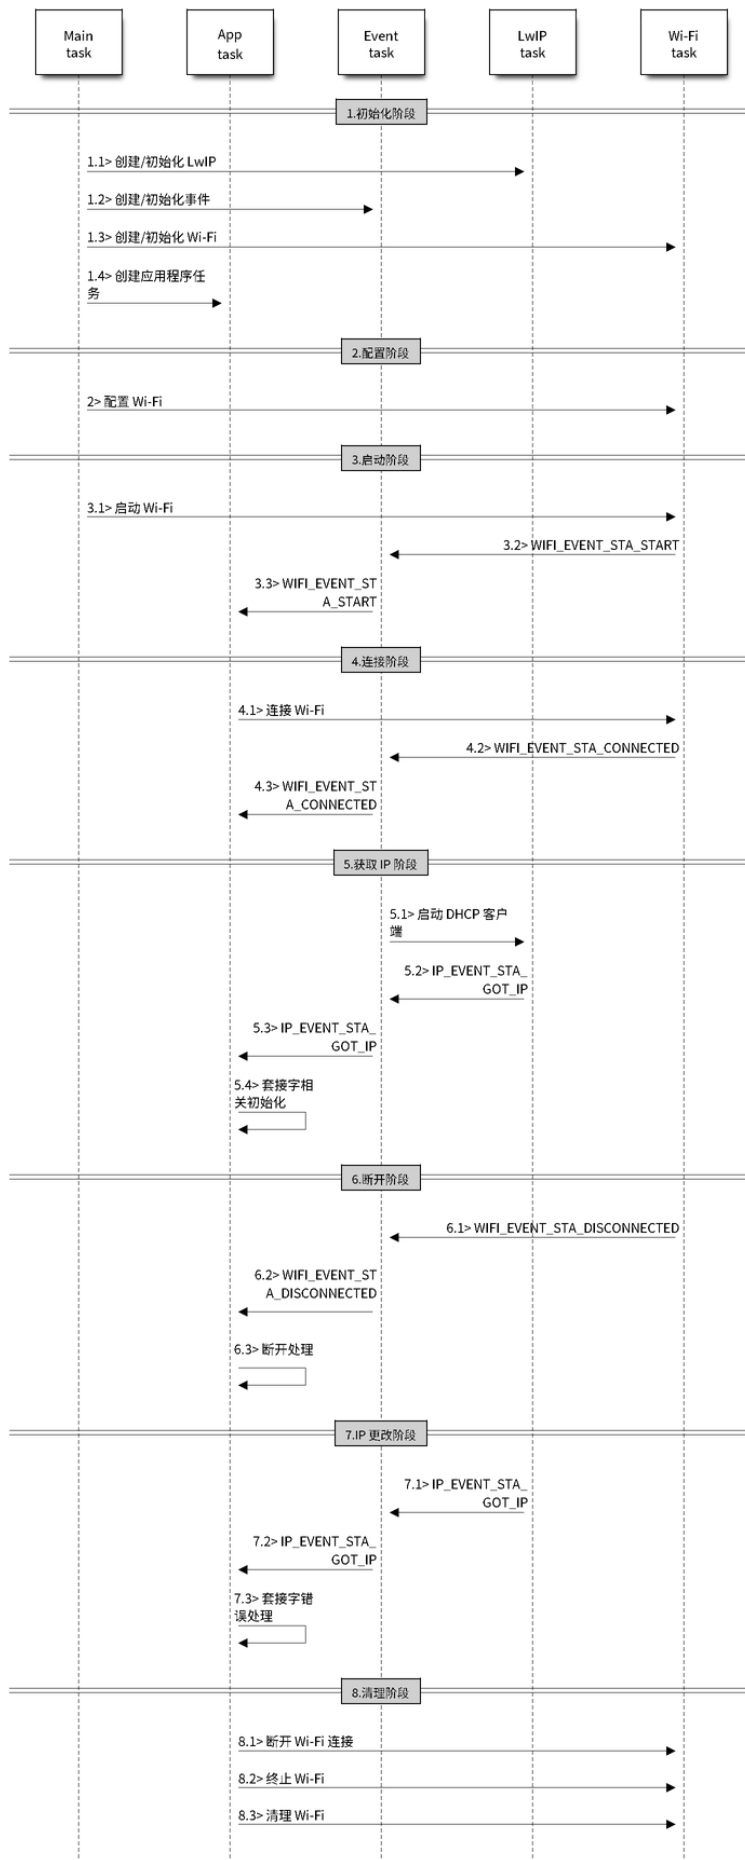 Main
task
App
task
Event
task
LwIP
task
Wi-Fi
task
1.初始化阶段
1.1> 创建/初始化 LwIP
1.2> 创建/初始化事件
1.3> 创建/初始化 Wi-Fi
1.4> 创建应用程序任
务
2.配置阶段
2> 配置 Wi-Fi
3.启动阶段
3.1> 启动 Wi-Fi
3.2> WIFI_EVENT_STA_START
3.3> WIFI_EVENT_ST
A_START
4.连接阶段
4.1> 连接 Wi-Fi
4.2> WIFI_EVENT_STA_CONNECTED
4.3> WIFI_EVENT_ST
A_CONNECTED
5.获取 IP 阶段
5.1> 启动 DHCP 客户
端
5.2> IP_EVENT_STA_
GOT_IP
5.3> IP_EVENT_STA_
GOT_IP
5.4> 套接字相
关初始化
6.断开阶段
6.1> WIFI_EVENT_STA_DISCONNECTED
6.2> WIFI_EVENT_ST
A_DISCONNECTED
6.3> 断开处理
7.IP 更改阶段
7.1> IP_EVENT_STA_
GOT_IP
7.2> IP_EVENT_STA_
GOT_IP
7.3> 套接字错
误处理
8.清理阶段
8.1> 断开 Wi-Fi 连接
8.2> 终止 Wi-Fi
8.3> 清理 Wi-Fi